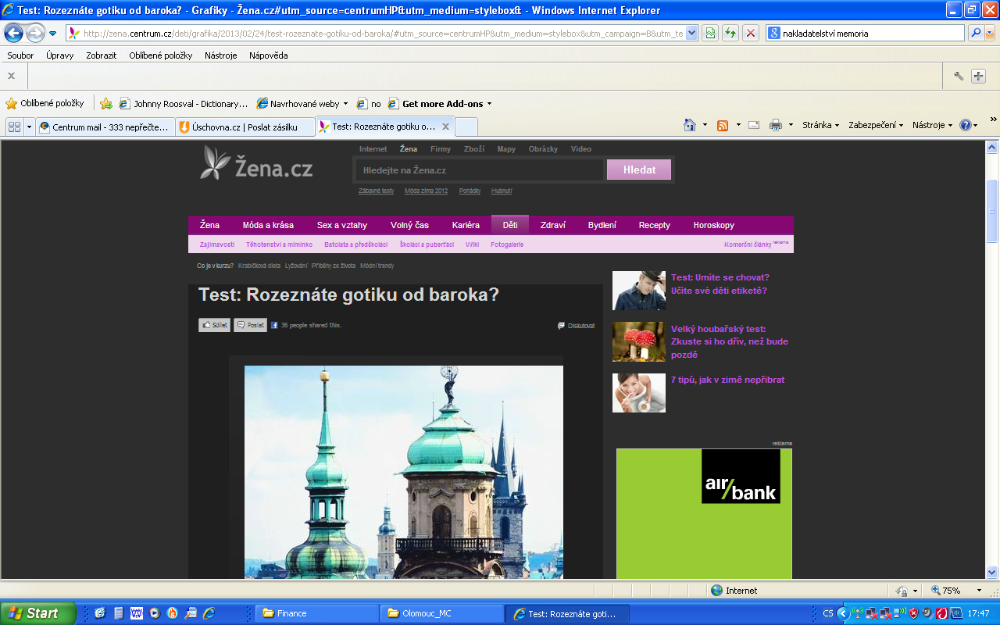 Test: Rozeznáte gotiku od baroka? - Grafiky - Žena.cz#utm_source=centrumHP&utm_medium=stylebox& - Windows Internet Explorer
http://zena.centrum.cz/deti/grafika/2013/02/24/test-rozeznate-gotiku-od-baroka/#utm_source=centrumHP&utm_medium=stylebox&utm_campaign=B&utm_te
nakladatelství memoria
Soubor Úpravy Zobrazit Oblíbené položky Nástroje Nápověda
x
Oblíbené položky Johnny Roosval - Dictionary... Navrhované weby no Get more Add-ons
Centrum mail - 333 nepřečte... Úschovna.cz | Poslat zásilku Test: Rozeznáte gotiku o... Stránka Zabezpečení Nástroje
Internet Žena Firmy Zboží Mapy Obrázky Video
Žena.cz
Hledejte na Žena.cz Hledat
Zábavné testy Móda zima 2012 Pohádky Hubnutí
Žena Móda a krása Sex a vztahy Volný čas Kariéra Děti Zdraví Bydlení Recepty Horoskopy
Zajímavosti Těhotenství a miminko Batolata a předškoláci Školáci a puberťáci Wiki Fotogalerie Komerční články reklama
Co je v kurzu? Krabičková dieta Lyžování Příběhy ze života Módní trendy
Test: Rozeznáte gotiku od baroka?
Sdílet Poslat 36 people shared this. Diskutovat
Test: Umíte se chovat?
Učíte své děti etiketě?
Velký houbařský test:
Zkuste si ho dřív, než bude
pozdě
7 tipů, jak v zimě nepřibrat
reklama
air/bank
Internet 75%
Start Finance Olomouc_MC Test: Rozeznáte goti... CS 17:47